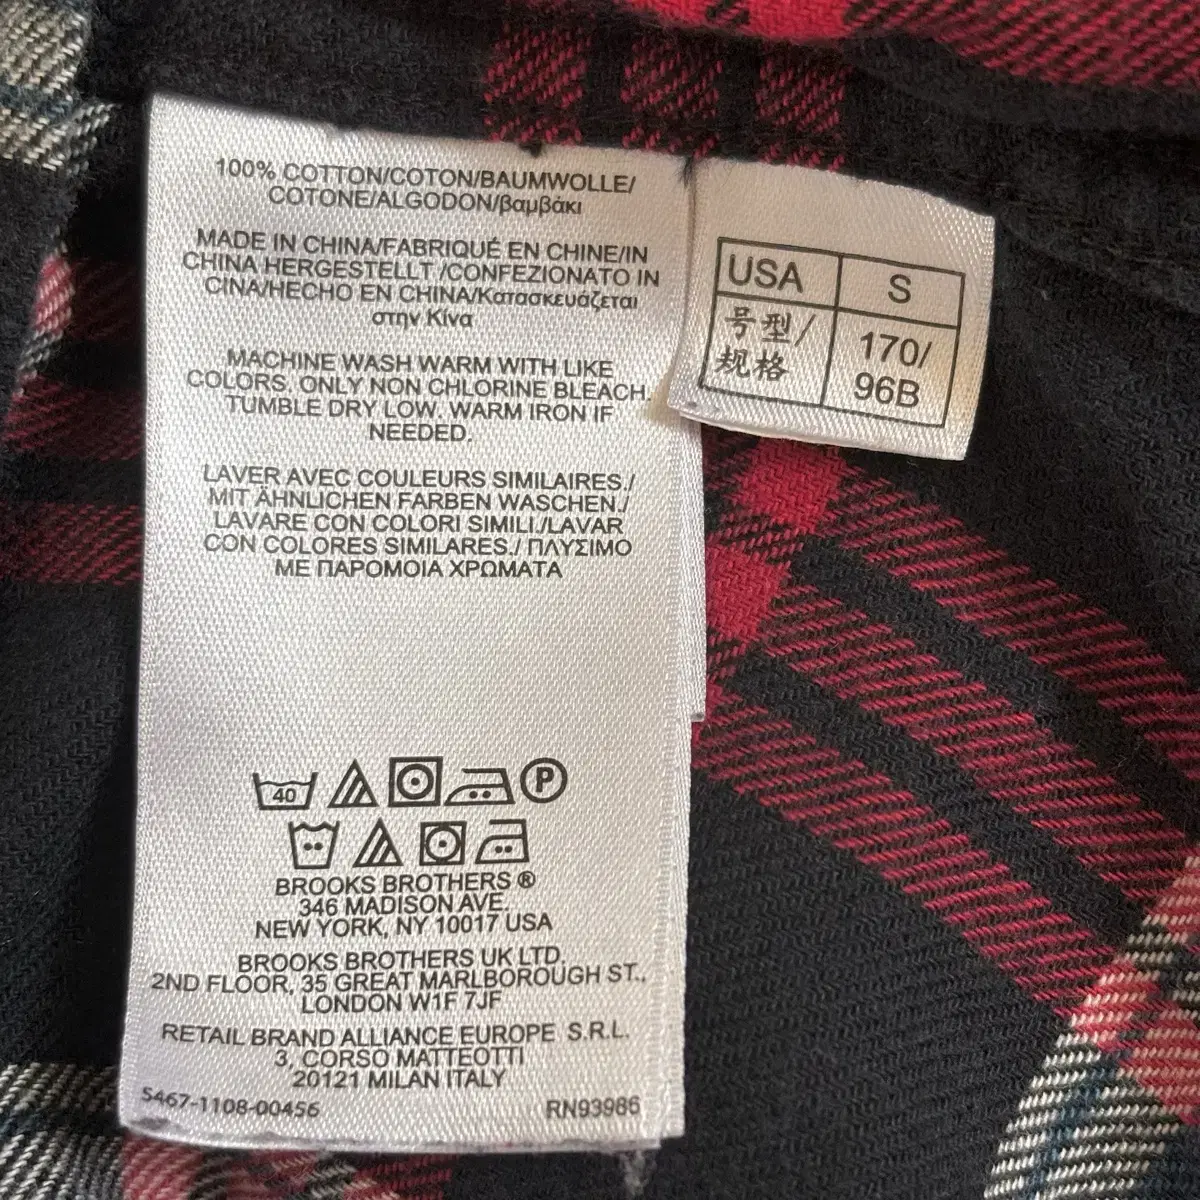 100% COTTON/COTON/BAUMWOLLE/
COTONE/ALGODON/βαμβάκι
MADE IN CHINA/FABRIQUÉ EN CHINE/IN
CHINA HERGESTELLT /CONFEZIONATO IN
CINA/HECHO EN CHINA/Κατασκευάζεται
στην Κίνα
MACHINE WASH WARM WITH LIKE
COLORS. ONLY NON CHLORINE BLEACH.
TUMBLE DRY LOW. WARM IRON IF
NEEDED.
LAVER AVEC COULEURS SIMILAIRES./
MIT ÄHNLICHEN FARBEN WASCHEN./
LAVARE CON COLORI SIMILI./LAVAR
CON COLORES SIMILARES./ ΠΛΥΣΙΜΟ
ΜΕ ΠΑΡΟΜΟΙΑ ΧΡΩΜΑΤΑ
40 P
BROOKS BROTHERS ®
346 MADISON AVE.
NEW YORK, NY 10017 USA
BROOKS BROTHERS UK LTD.
2ND FLOOR, 35 GREAT MARLBOROUGH ST.,
LONDON W1F 7JF
RETAIL BRAND ALLIANCE EUROPE S.R.L.
3, CORSO MATTEOTTI
20121 MILAN ITALY
S467-1108-00456 RN93986
USA S
号型/ 170/
规格 96B